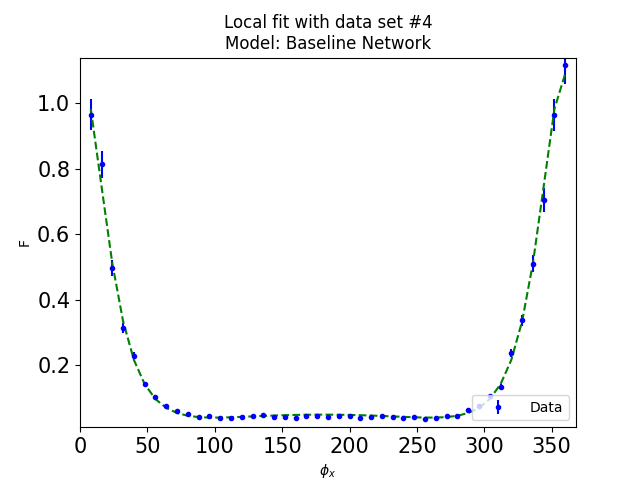 Local fit with data set #4
Model: Baseline Network
1.0
0.8
0.6
0.4
0.2
F
0 50 100 150 200 250 300 350
ϕx
Data